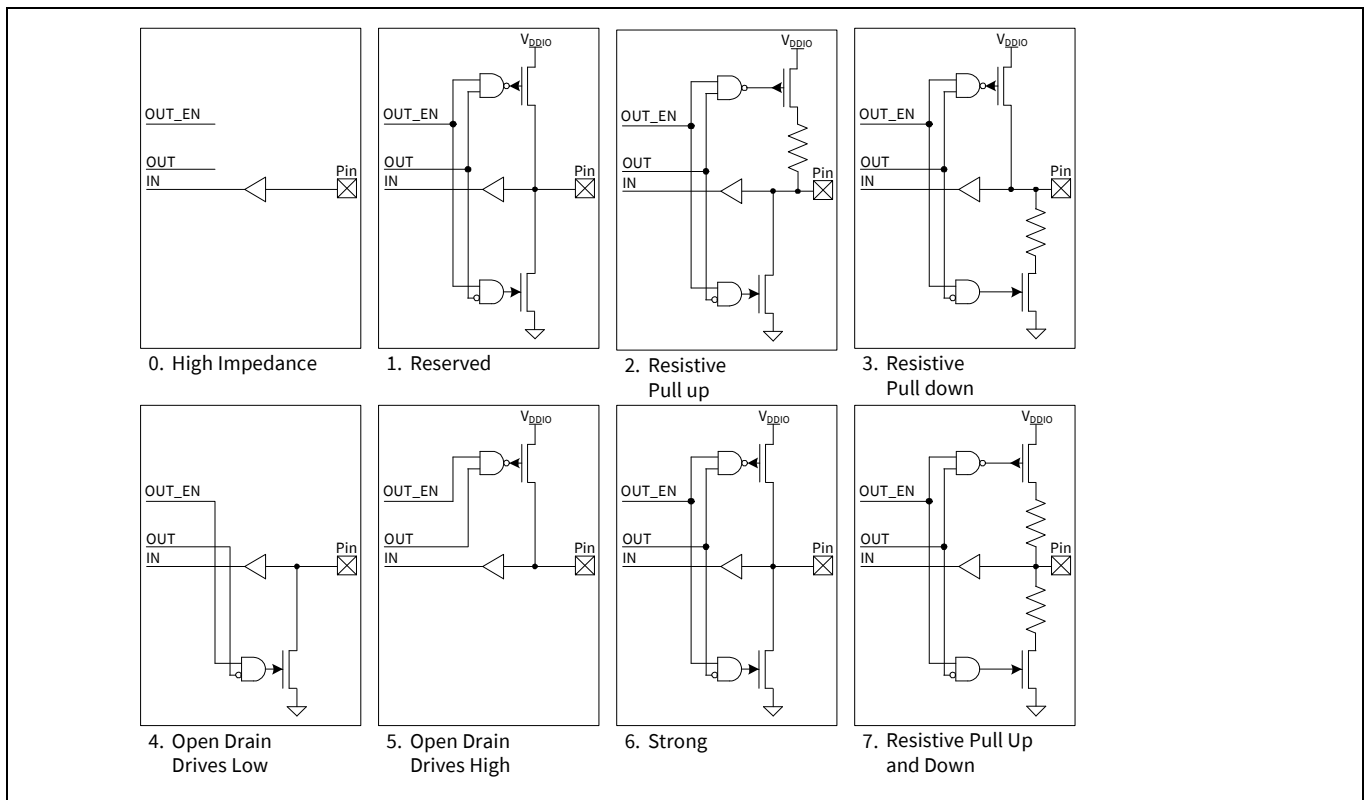 OUT_EN
OUT
IN
Pin
0. High Impedance
VDDIO
OUT_EN
OUT
IN
Pin
1. Reserved
VDDIO
OUT_EN
OUT
IN
Pin
2. Resistive
Pull up
VDDIO
OUT_EN
OUT
IN
Pin
3. Resistive
Pull down
OUT_EN
OUT
IN
Pin
4. Open Drain
Drives Low
VDDIO
OUT_EN
OUT
IN
Pin
5. Open Drain
Drives High
VDDIO
OUT_EN
OUT
IN
Pin
6. Strong
VDDIO
OUT_EN
OUT
IN
Pin
7. Resistive Pull Up
and Down